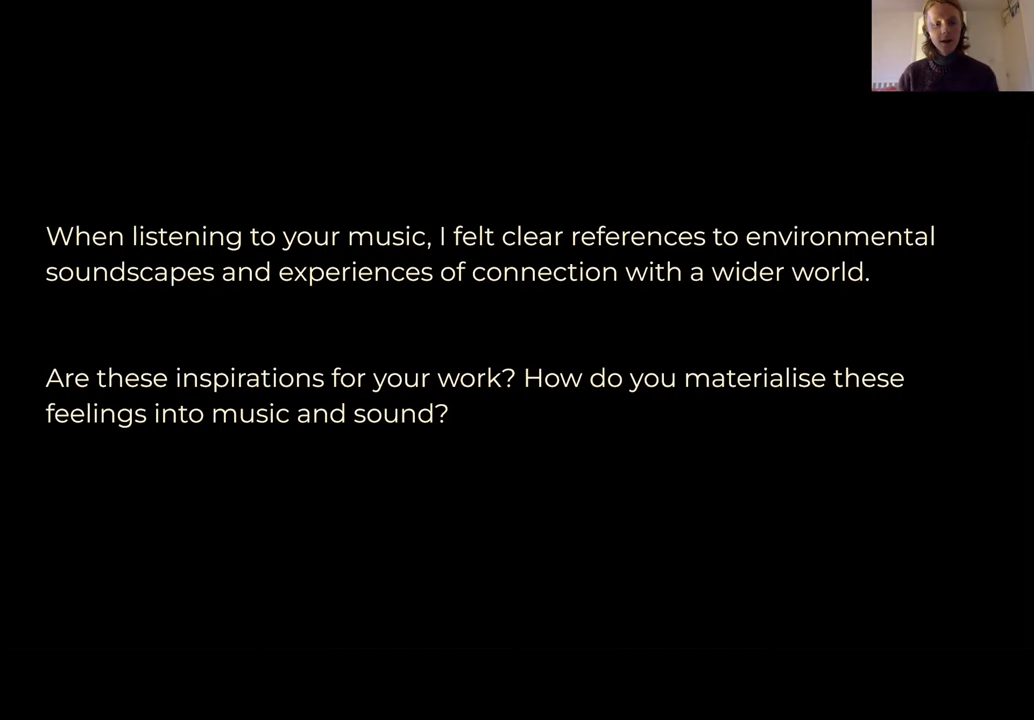 When listening to your music, I felt clear references to environmental
soundscapes and experiences of connection with a wider world.
Are these inspirations for your work? How do you materialise these
feelings into music and sound?